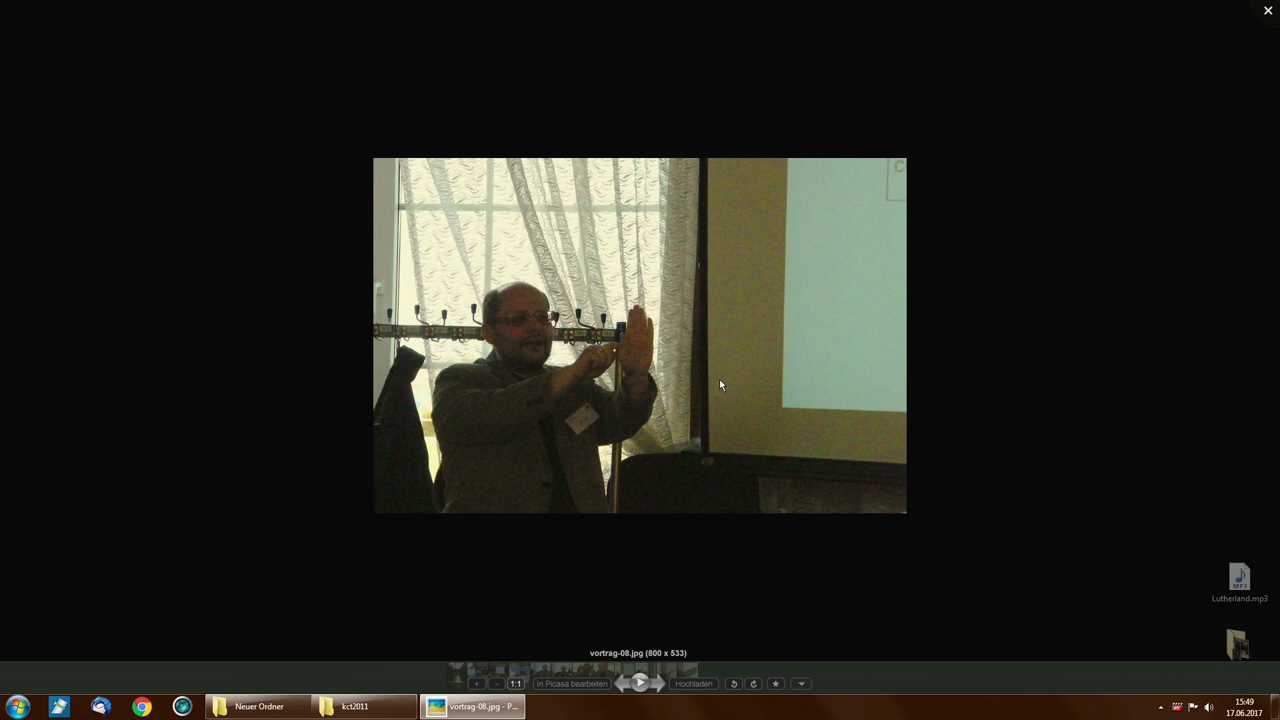 C
Lutherland.mp3
vortrag-08.jpg (800 x 533)
1:1
In Picasa bearbeiten
Hochladen
Neuer Ordner
kct2011
vortrag-08.jpg - P...
15:49
17.06.2017
MP3